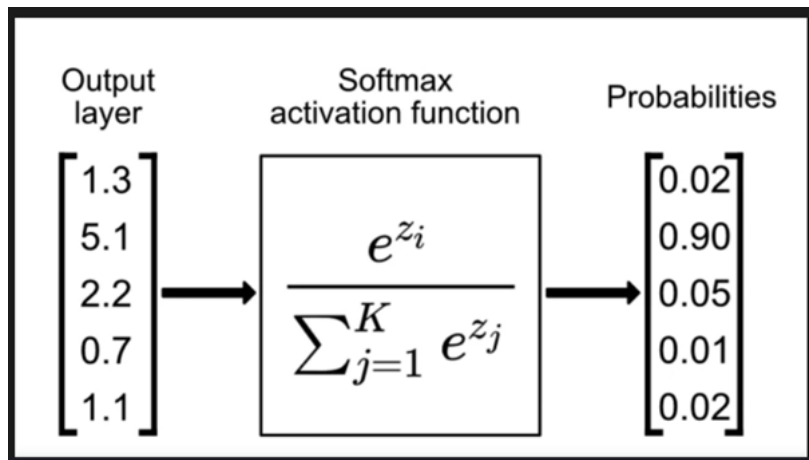 Output
layer
Softmax
activation function
Probabilities
1.3
5.1
2.2
0.7
1.1
e^{z_i}
\sum_{j=1}^{K} e^{z_j}
0.02
0.90
0.05
0.01
0.02